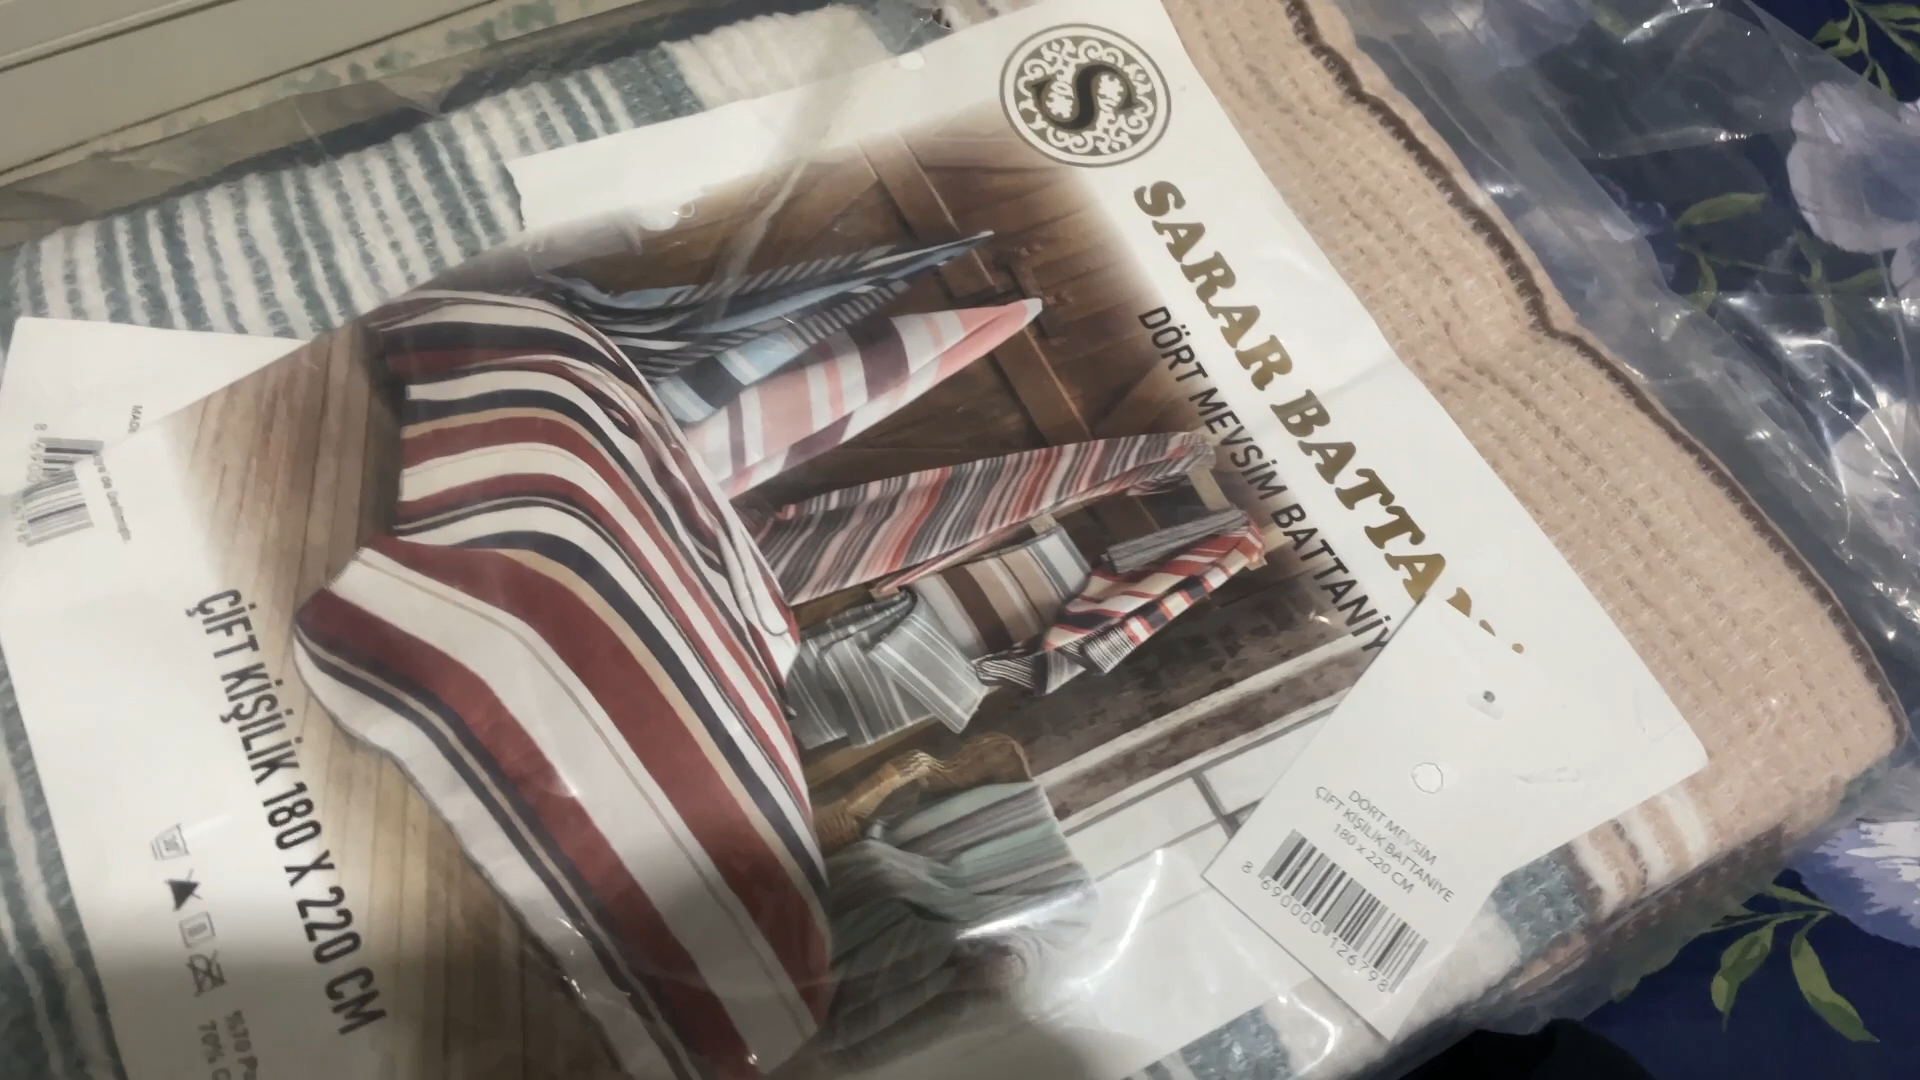 S
SARAR BATTA
DÖRT MEVSİM BATTANİY
ÇİFT KİŞİLİK 180 X 220 CM
DÖRT MEVSİM
ÇİFT KİŞİLİK BATTANİYE
180 x 220 CM
8 690000 126798